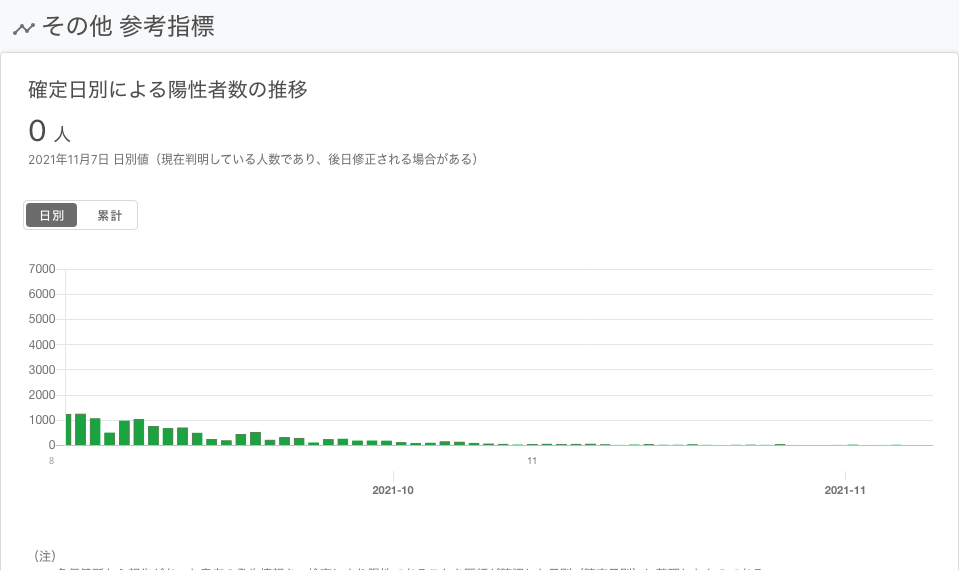 その他 参考指標
確定日別による陽性者数の推移
0 人
2021年11月7日 日別値（現在判明している人数であり、後日修正される場合がある）
日別 累計
7000
6000
5000
4000
3000
2000
1000
0
8 11
2021-10 2021-11
（注）